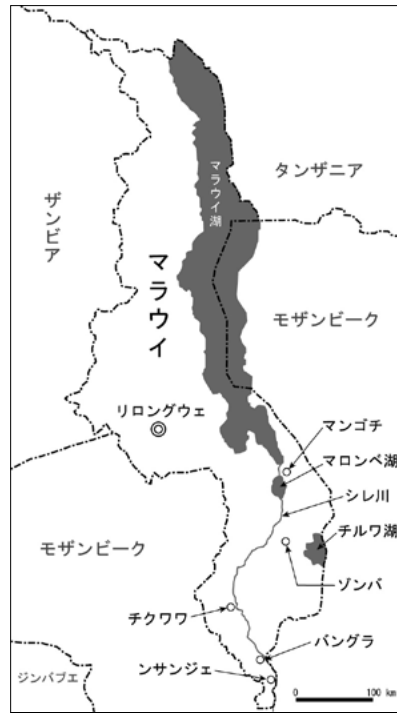 タンザニア
マラウイ湖
ザンビア
マラウイ
モザンビーク
リロングウェ
マンゴチ
マロンベ湖
シレ川
チルワ湖
モザンビーク
ゾンバ
チクワワ
バングラ
ンサンジェ
ジンバブエ
0 100 km